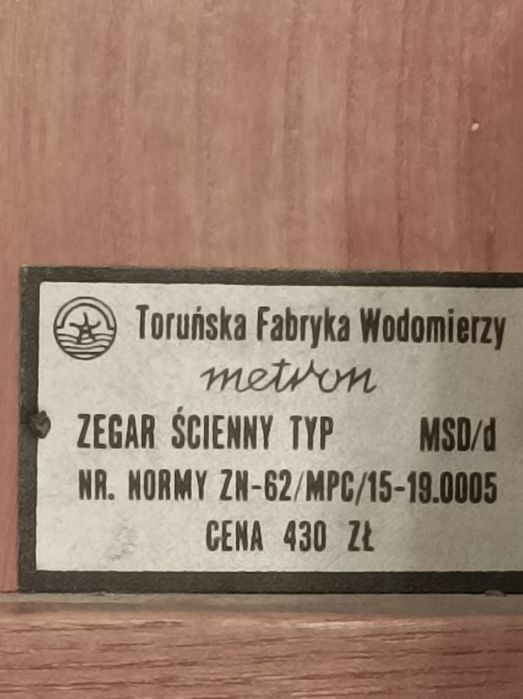 Toruńska Fabryka Wodomierzy
metron
ZEGAR ŚCIENNY TYP MSD/d
NR. NORMY ZN-62/MPC/15-19.0005
CENA 430 ZŁ